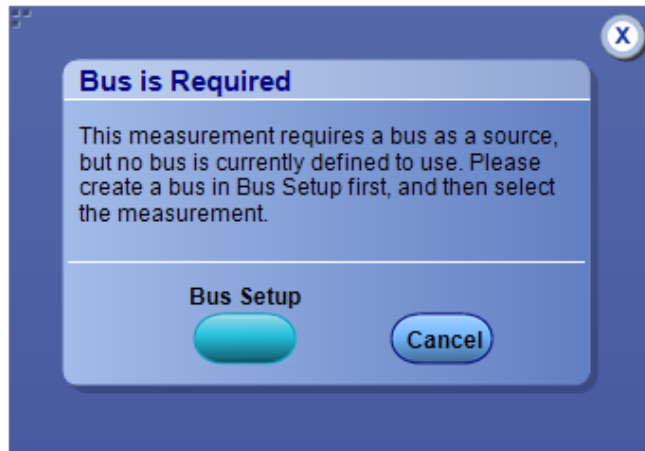 X
Bus is Required
This measurement requires a bus as a source,
but no bus is currently defined to use. Please
create a bus in Bus Setup first, and then select
the measurement.
Bus Setup
Cancel